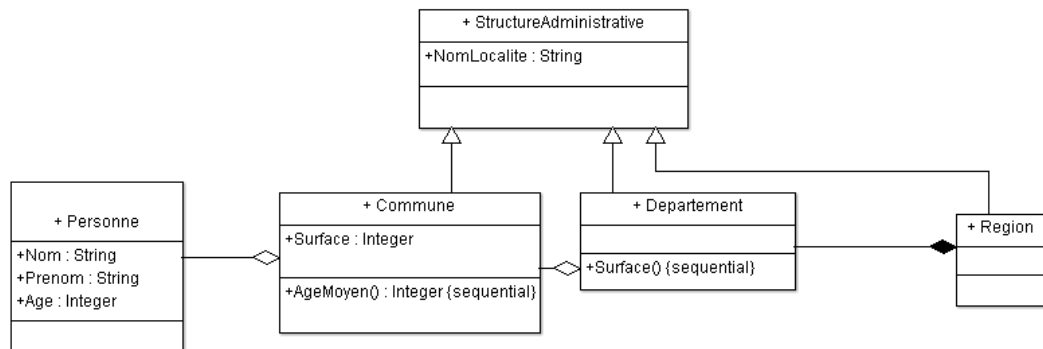 + StructureAdministrative
+NomLocalite : String
+ Personne
+Nom : String
+Prenom : String
+Age : Integer
+ Commune
+Surface : Integer
+AgeMoyen() : Integer {sequential}
+ Departement
+Surface() {sequential}
+ Region